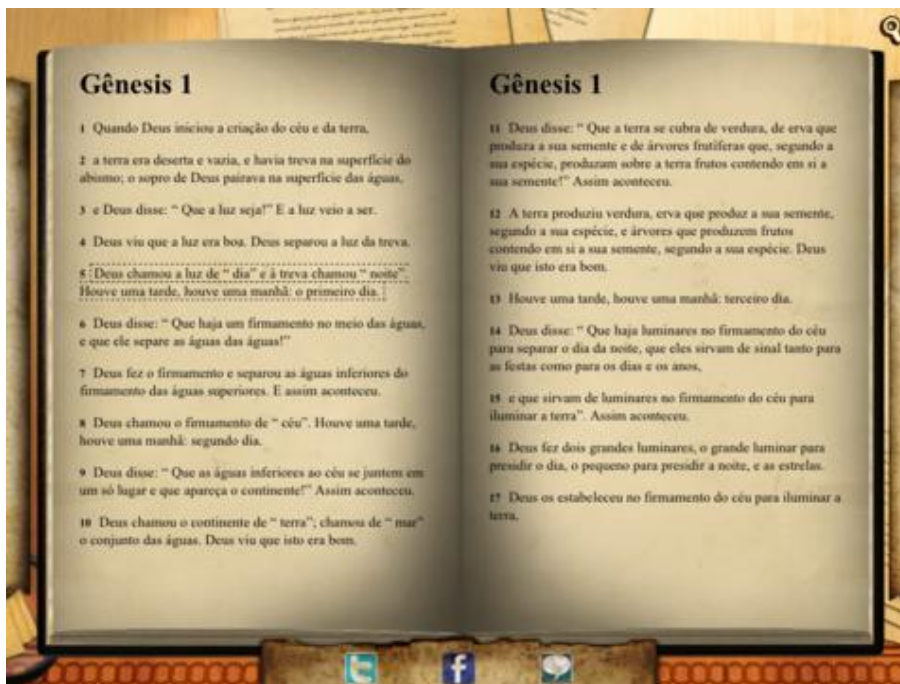 Gênesis 1
1 Quando Deus iniciou a criação do céu e da terra,
2 a terra era deserta e vazia, e havia treva na superfície do
abismo; o sopro de Deus pairava na superfície das águas,
3 e Deus disse: “ Que a luz seja!” E a luz veio a ser.
4 Deus viu que a luz era boa. Deus separou a luz da treva.
5 Deus chamou a luz de “ dia” e à treva chamou “ noite”.
Houve uma tarde, houve uma manhã: o primeiro dia.
6 Deus disse: “ Que haja um firmamento no meio das águas,
e que ele separe as águas das águas!”
7 Deus fez o firmamento e separou as águas inferiores do
firmamento das águas superiores. E assim aconteceu.
8 Deus chamou o firmamento de “ céu”. Houve uma tarde,
houve uma manhã: segundo dia.
9 Deus disse: “ Que as águas inferiores ao céu se juntem em
um só lugar e que apareça o continente!” Assim aconteceu.
10 Deus chamou o continente de “ terra”; chamou de “ mar”
o conjunto das águas. Deus viu que isto era bem.
Gênesis 1
11 Deus disse: “ Que a terra se cubra de verdura, de erva que
produza a sua semente e de árvores frutíferas que, segundo a
sua espécie, produzam sobre a terra frutos contendo em si a
sua semente!” Assim aconteceu.
12 A terra produziu verdura, erva que produz a sua semente,
segundo a sua espécie, e árvores que produzem frutos
contendo em si a sua semente, segundo a sua espécie. Deus
viu que isto era bom.
13 Houve uma tarde, houve uma manhã: terceiro dia.
14 Deus disse: “ Que haja luminares no firmamento do céu
para separar o dia da noite, que eles sirvam de sinal tanto para
as festas como para os dias e os anos,
15 e que sirvam de luminares no firmamento do céu para
iluminar a terra”. Assim aconteceu.
16 Deus fez dois grandes luminares, o grande luminar para
presidir o dia, o pequeno para presidir a noite, e as estrelas.
17 Deus os estabeleceu no firmamento do céu para iluminar a
terra,